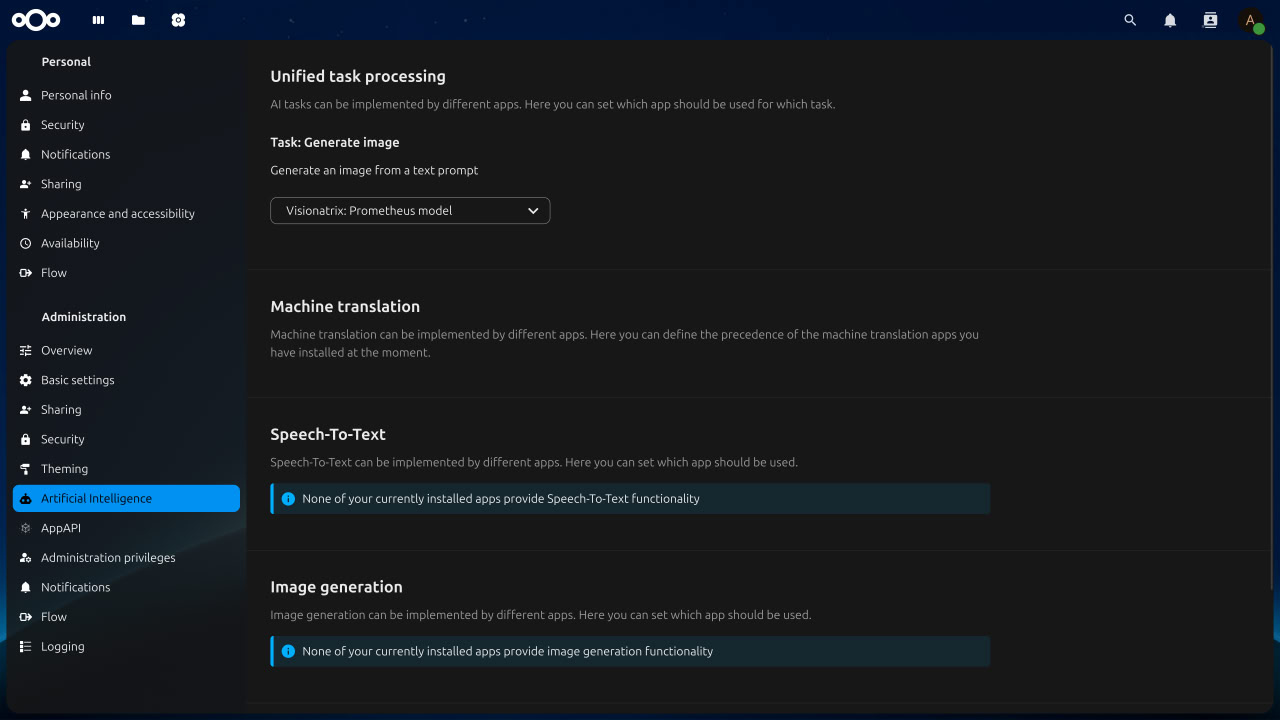 A
Personal
Personal info
Security
Notifications
Sharing
Appearance and accessibility
Availability
Flow
Administration
Overview
Basic settings
Sharing
Security
Theming
Artificial Intelligence
AppAPI
Administration privileges
Notifications
Flow
Logging
Unified task processing
AI tasks can be implemented by different apps. Here you can set which app should be used for which task.
Task: Generate image
Generate an image from a text prompt
Visionatrix: Prometheus model
Machine translation
Machine translation can be implemented by different apps. Here you can define the precedence of the machine translation apps you
have installed at the moment.
Speech-To-Text
Speech-To-Text can be implemented by different apps. Here you can set which app should be used.
None of your currently installed apps provide Speech-To-Text functionality
Image generation
Image generation can be implemented by different apps. Here you can set which app should be used.
None of your currently installed apps provide image generation functionality